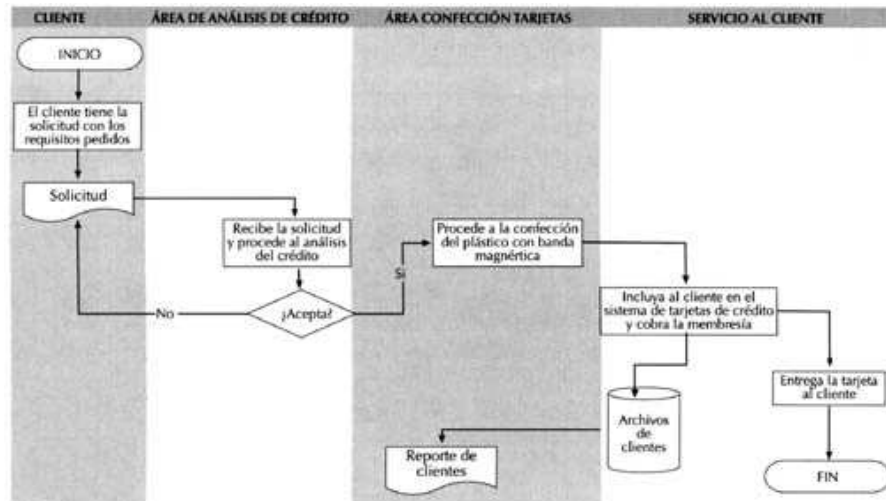 CLIENTE
ÁREA DE ANÁLISIS DE CRÉDITO
ÁREA CONFECCIÓN TARJETAS
SERVICIO AL CLIENTE
INICIO
El cliente tiene la
solicitud con los
requisitos pedidos
Solicitud
Recibe la solicitud
y procede al análisis
del crédito
¡Acepta?
No
Sí
Procede a la confección
del plástico con banda
magnértica
Incluya al cliente en el
sistema de tarjetas de crédito
y cobra la membresía
Archivos
de
clientes
Reporte de
clientes
Entrega la tarjeta
al cliente
FIN